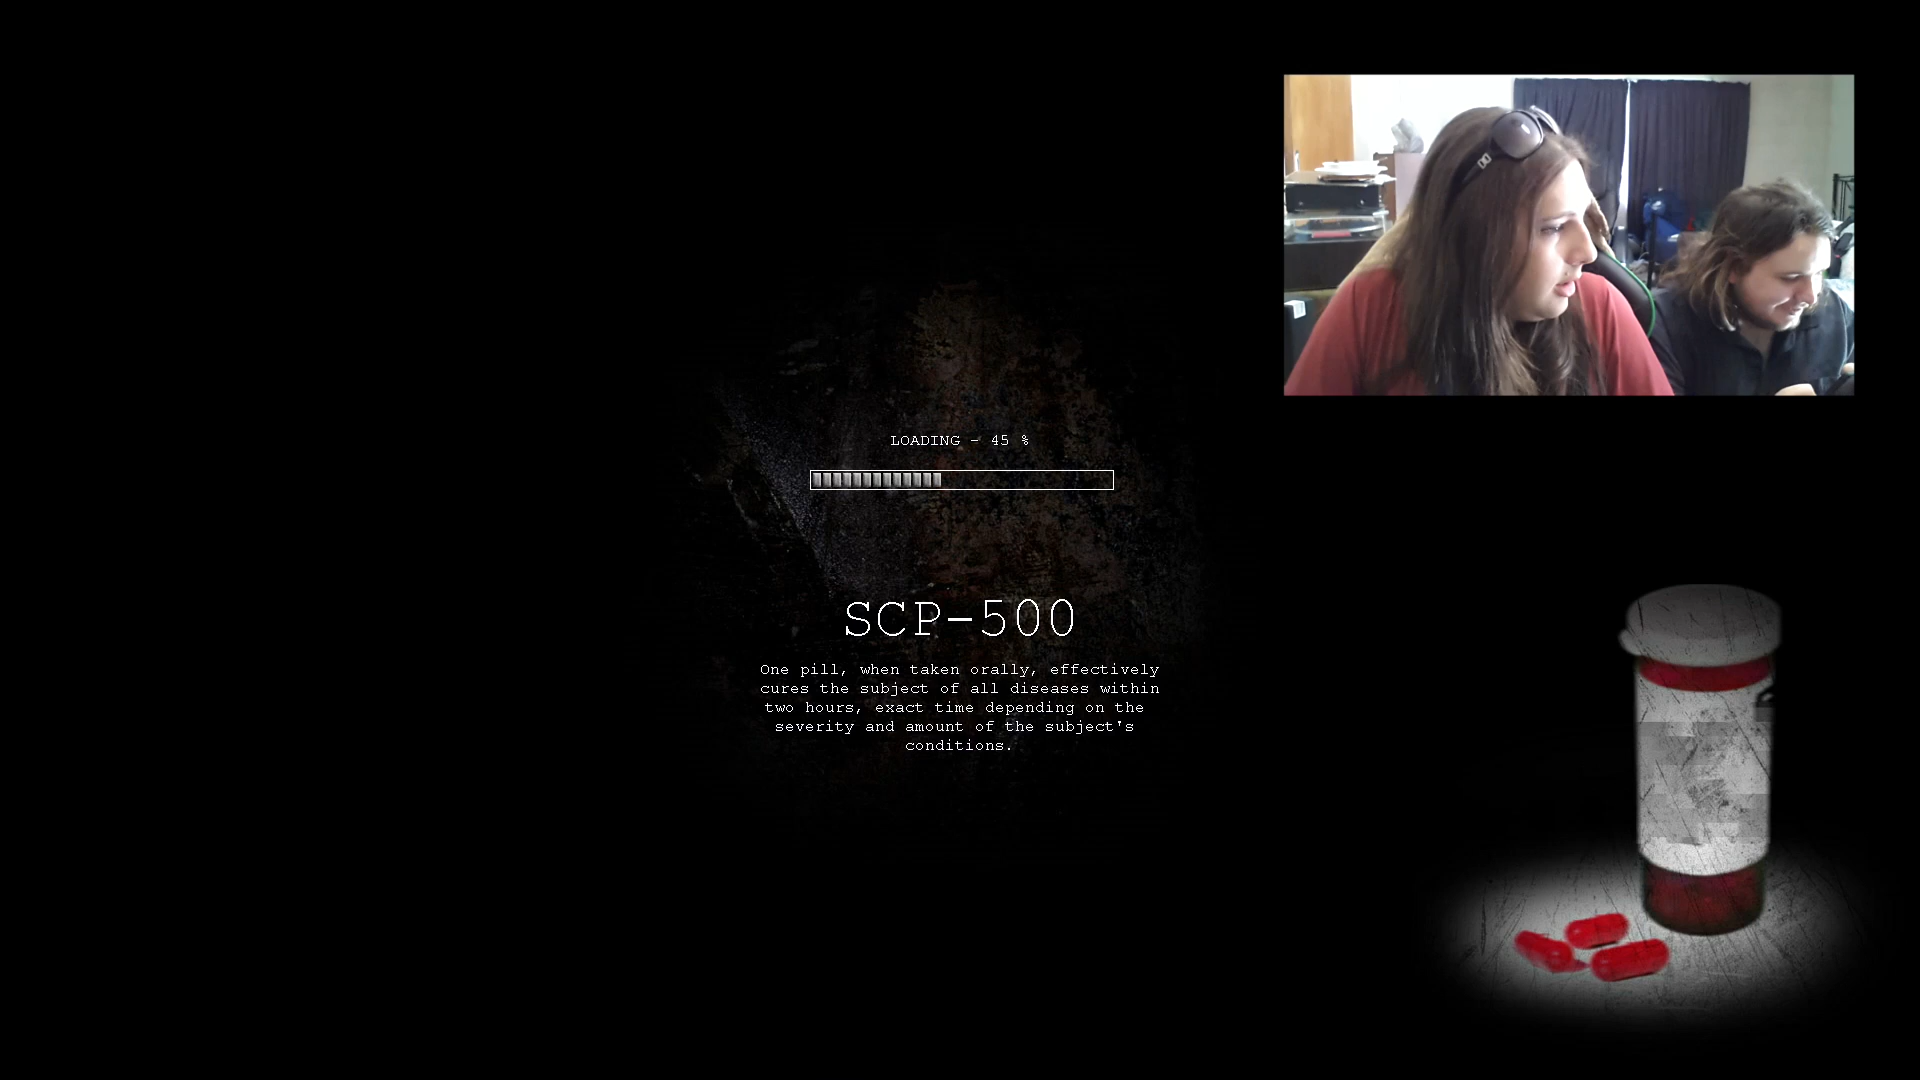 LOADING - 45 %
SCP-500
One pill, when taken orally, effectively
cures the subject of all diseases within
two hours, exact time depending on the
severity and amount of the subject's
conditions.